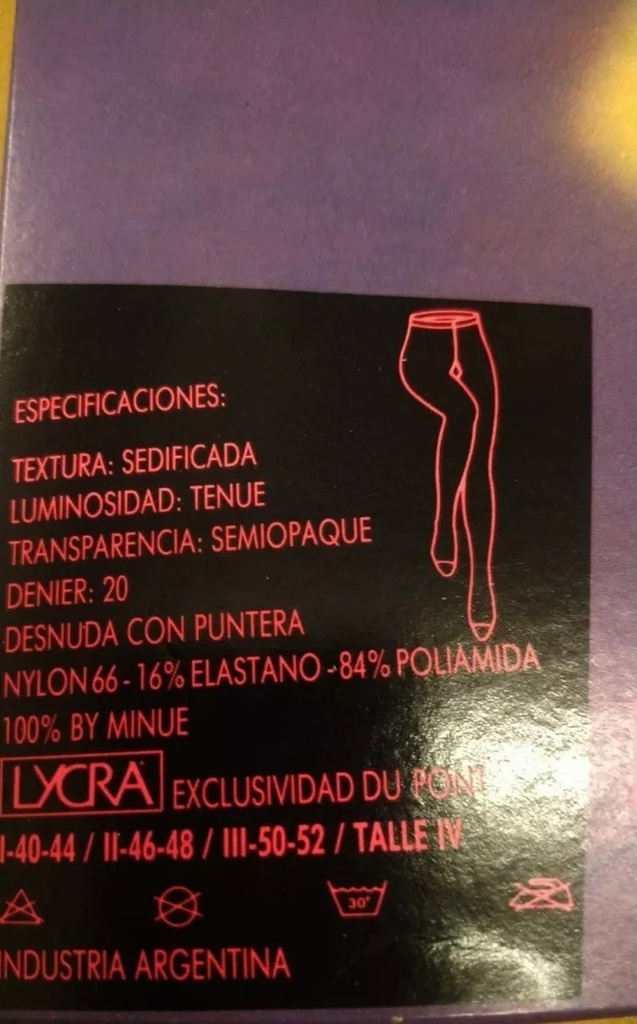 ESPECIFICACIONES:
TEXTURA: SEDIFICADA
LUMINOSIDAD: TENUE
TRANSPARENCIA: SEMIOPAQUE
DENIER: 20
DESNUDA CON PUNTERA
NYLON 66 - 16% ELASTANO - 84% POLIAMIDA
100% BY MINUE
LYCRA EXCLUSIVIDAD DU PONT
I-40-44 / II-46-48 / III-50-52 / TALLE IV
30°
INDUSTRIA ARGENTINA